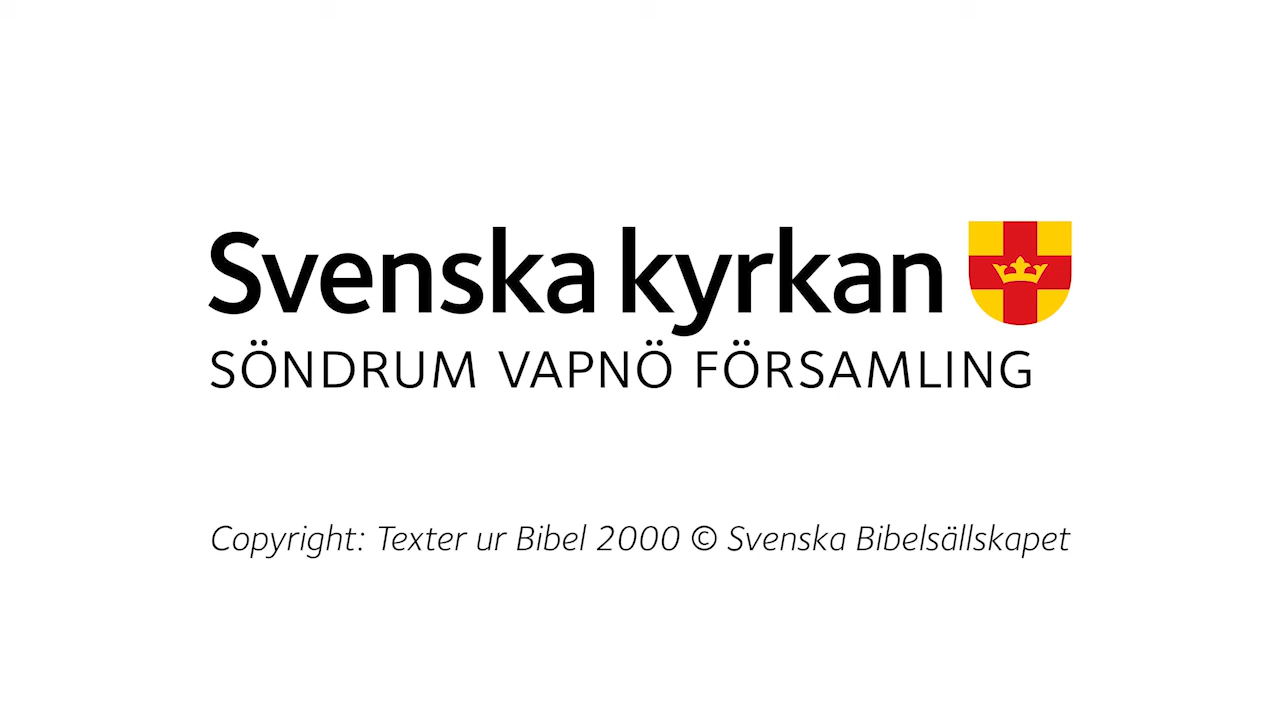 Svenska kyrkan
SÖNDRUM VAPNÖ FÖRSAMLING
Copyright: Texter ur Bibel 2000 © Svenska Bibelsällskapet